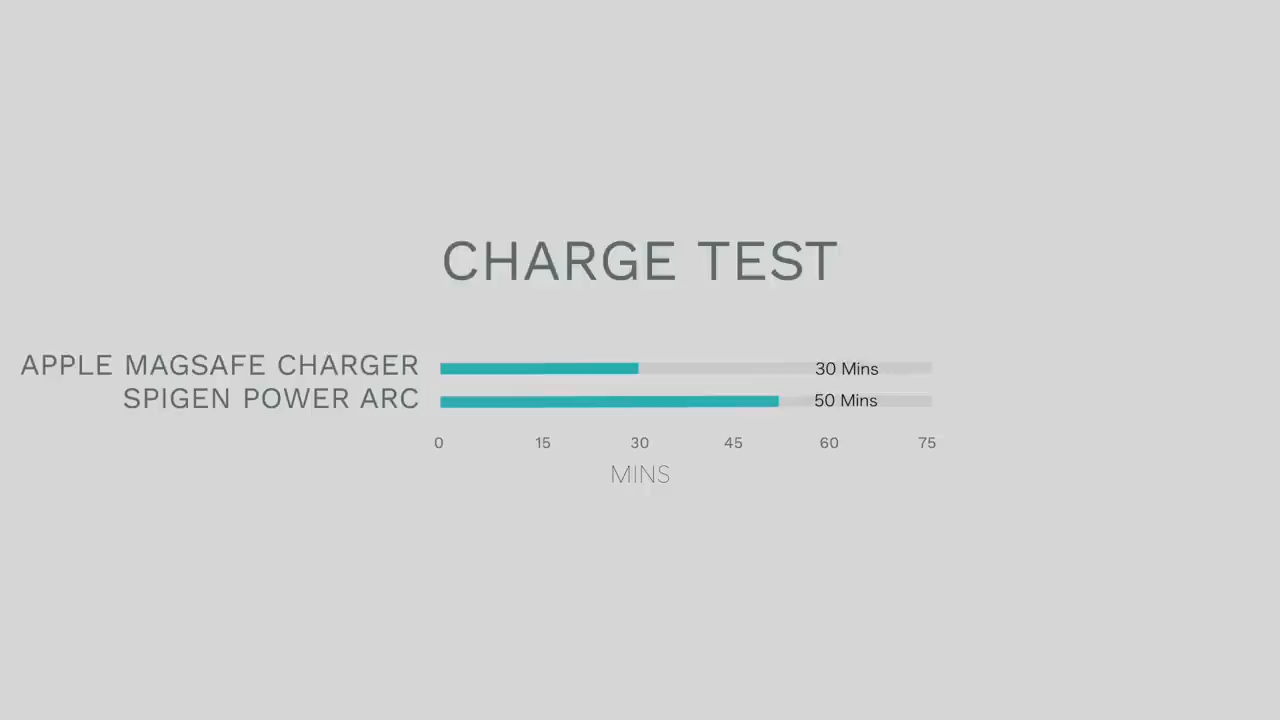 CHARGE TEST
APPLE MAGSAFE CHARGER 30 Mins
SPIGEN POWER ARC 50 Mins
0 15 30 45 60 75
MINS